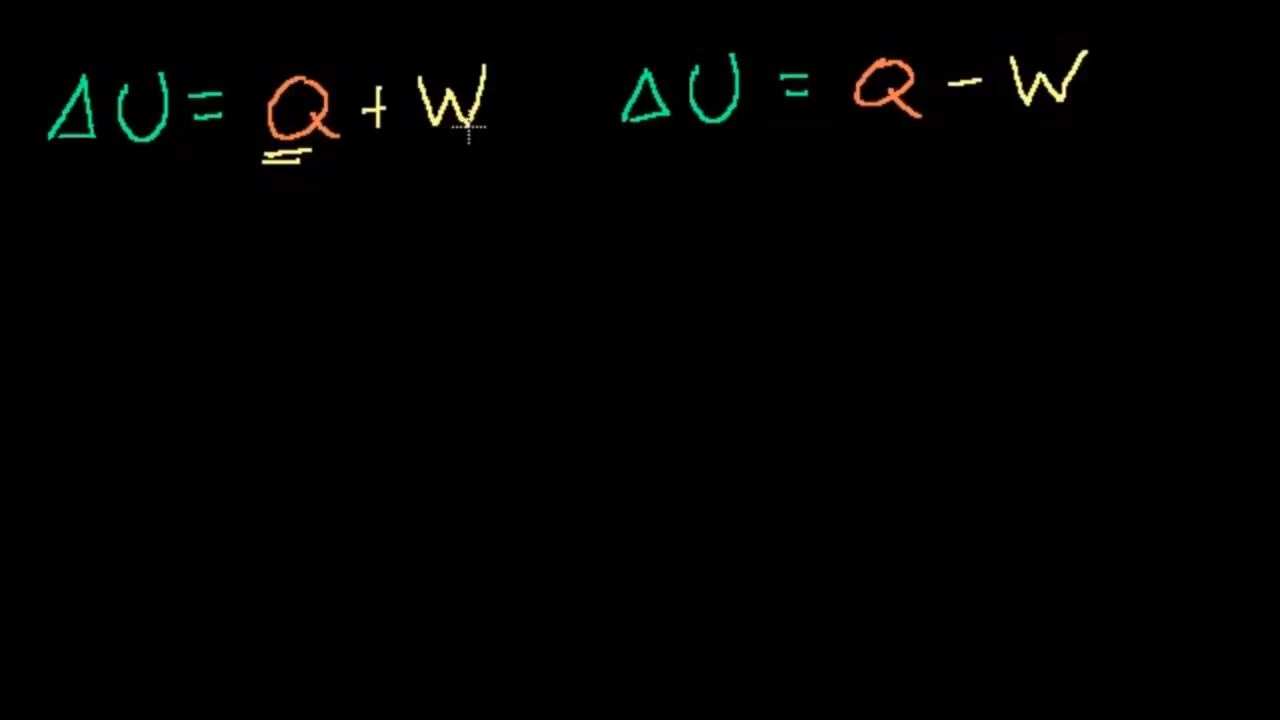 ΔU = Q + W
ΔU = Q - W